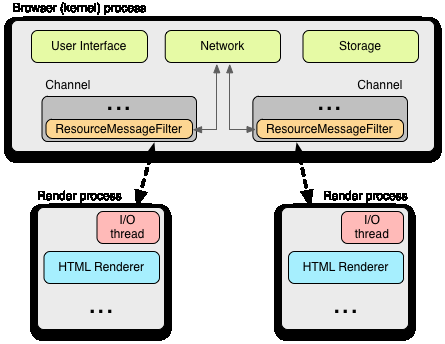 Browser (kernel) process
User Interface
Network
Storage
Channel
Channel
...
...
ResourceMessageFilter
ResourceMessageFilter
Render process
Render process
I/O
thread
I/O
thread
HTML Renderer
HTML Renderer
...
...